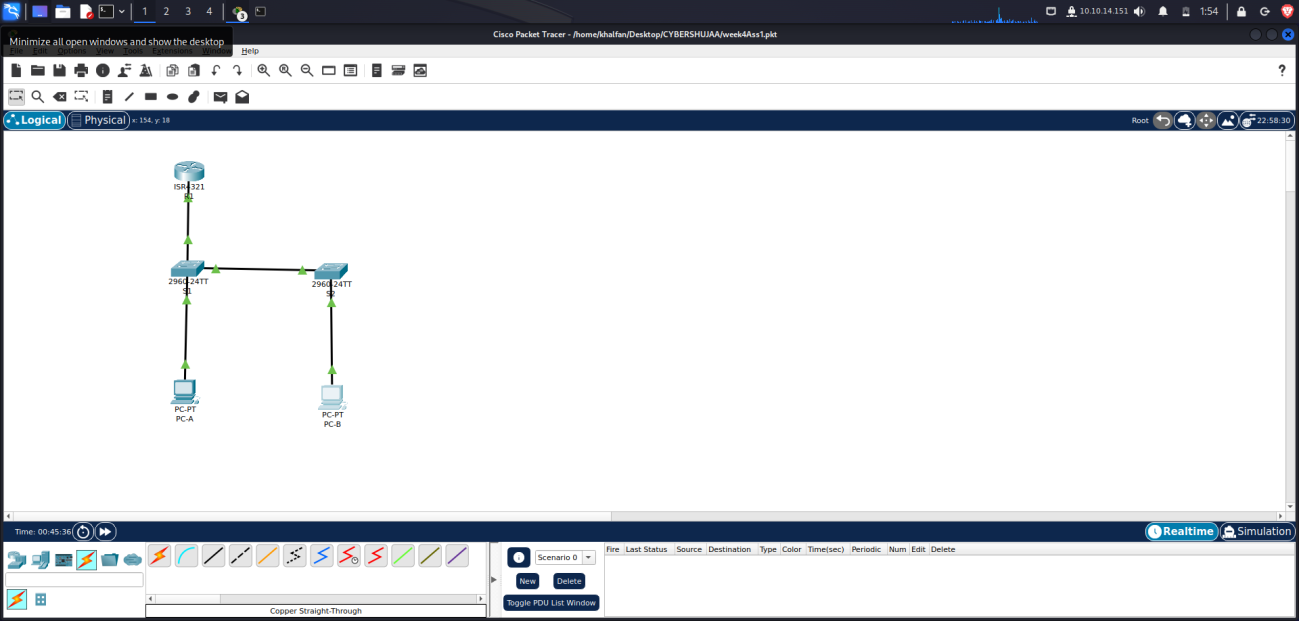 1 2 3 4 3 10.10.14.151 1:54
Minimize all open windows and show the desktop
Cisco Packet Tracer - /home/khalfan/Desktop/CYBERSHUJAA/week4Ass1.pkt
File Edit Options View Tools Extensions Window Help
?
Logical Physical x: 154, y: 18 Root 22:58:30
ISR4321
R1
2960-24TT
S1
2960-24TT
S2
PC-PT
PC-A
PC-PT
PC-B
Time: 00:45:36 Realtime Simulation
Scenario 0
New Delete
Toggle PDU List Window
Fire Last Status Source Destination Type Color Time(sec) Periodic Num Edit Delete
Copper Straight-Through